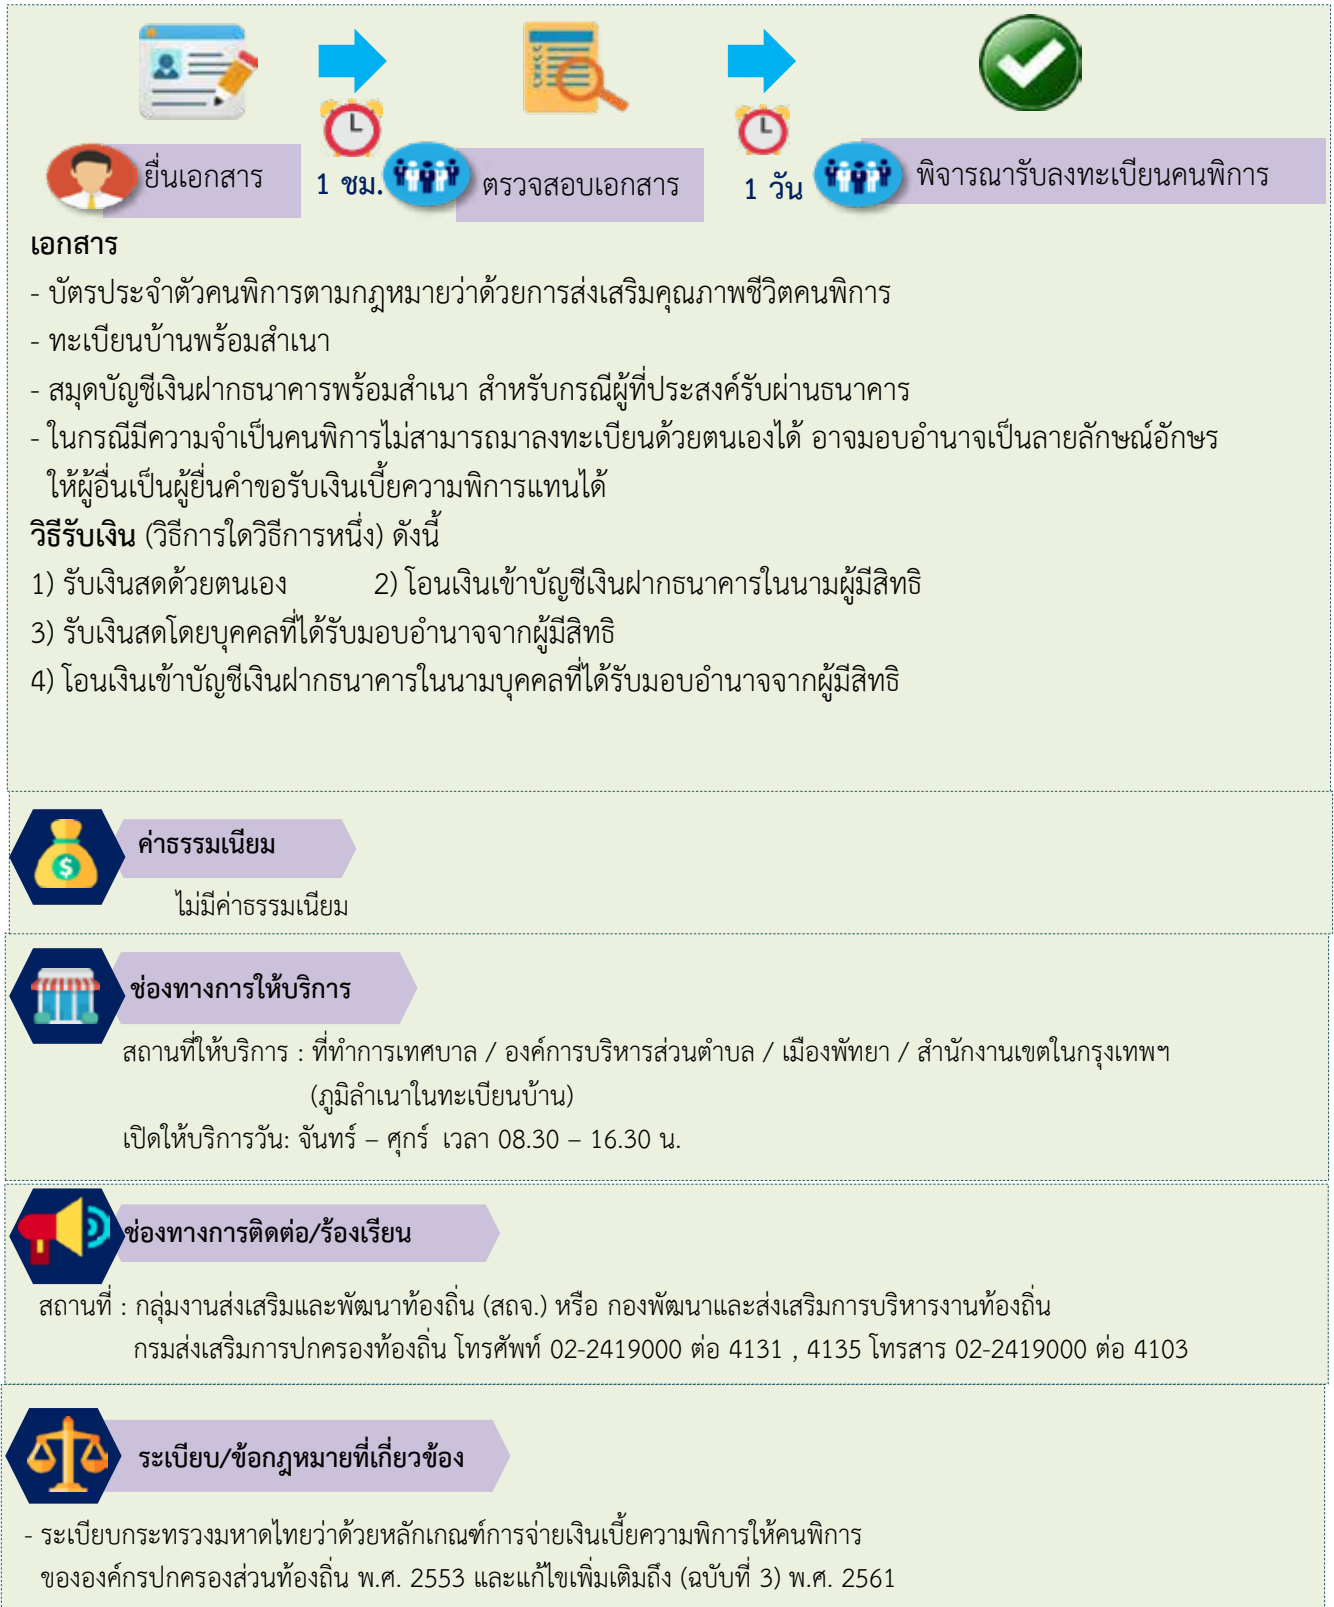 ยื่นเอกสาร 1 ชม. ตรวจสอบเอกสาร 1 วัน พิจารณารับลงทะเบียนคนพิการ
เอกสาร
- บัตรประจำตัวคนพิการตามกฎหมายว่าด้วยการส่งเสริมคุณภาพชีวิตคนพิการ
- ทะเบียนบ้านพร้อมสำเนา
- สมุดบัญชีเงินฝากธนาคารพร้อมสำเนา สำหรับกรณีผู้ที่ประสงค์รับผ่านธนาคาร
- ในกรณีมีความจำเป็นคนพิการไม่สามารถมาลงทะเบียนด้วยตนเองได้ อาจมอบอำนาจเป็นลายลักษณ์อักษร
ให้ผู้อื่นเป็นผู้ยื่นคำขอรับเงินเบี้ยความพิการแทนได้
วิธีรับเงิน (วิธีการใดวิธีการหนึ่ง) ดังนี้
1) รับเงินสดด้วยตนเอง 2) โอนเงินเข้าบัญชีเงินฝากธนาคารในนามผู้มีสิทธิ
3) รับเงินสดโดยบุคคลที่ได้รับมอบอำนาจจากผู้มีสิทธิ
4) โอนเงินเข้าบัญชีเงินฝากธนาคารในนามบุคคลที่ได้รับมอบอำนาจจากผู้มีสิทธิ
ค่าธรรมเนียม
ไม่มีค่าธรรมเนียม
ช่องทางการให้บริการ
สถานที่ให้บริการ : ที่ทำการเทศบาล / องค์การบริหารส่วนตำบล / เมืองพัทยา / สำนักงานเขตในกรุงเทพฯ
(ภูมิลำเนาในทะเบียนบ้าน)
เปิดให้บริการวัน: จันทร์ – ศุกร์ เวลา 08.30 – 16.30 น.
ช่องทางการติดต่อ/ร้องเรียน
สถานที่ : กลุ่มงานส่งเสริมและพัฒนาท้องถิ่น (สถจ.) หรือ กองพัฒนาและส่งเสริมการบริหารงานท้องถิ่น
กรมส่งเสริมการปกครองท้องถิ่น โทรศัพท์ 02-2419000 ต่อ 4131 , 4135 โทรสาร 02-2419000 ต่อ 4103
ระเบียบ/ข้อกฎหมายที่เกี่ยวข้อง
- ระเบียบกระทรวงมหาดไทยว่าด้วยหลักเกณฑ์การจ่ายเงินเบี้ยความพิการให้คนพิการ
ขององค์กรปกครองส่วนท้องถิ่น พ.ศ. 2553 และแก้ไขเพิ่มเติมถึง (ฉบับที่ 3) พ.ศ. 2561